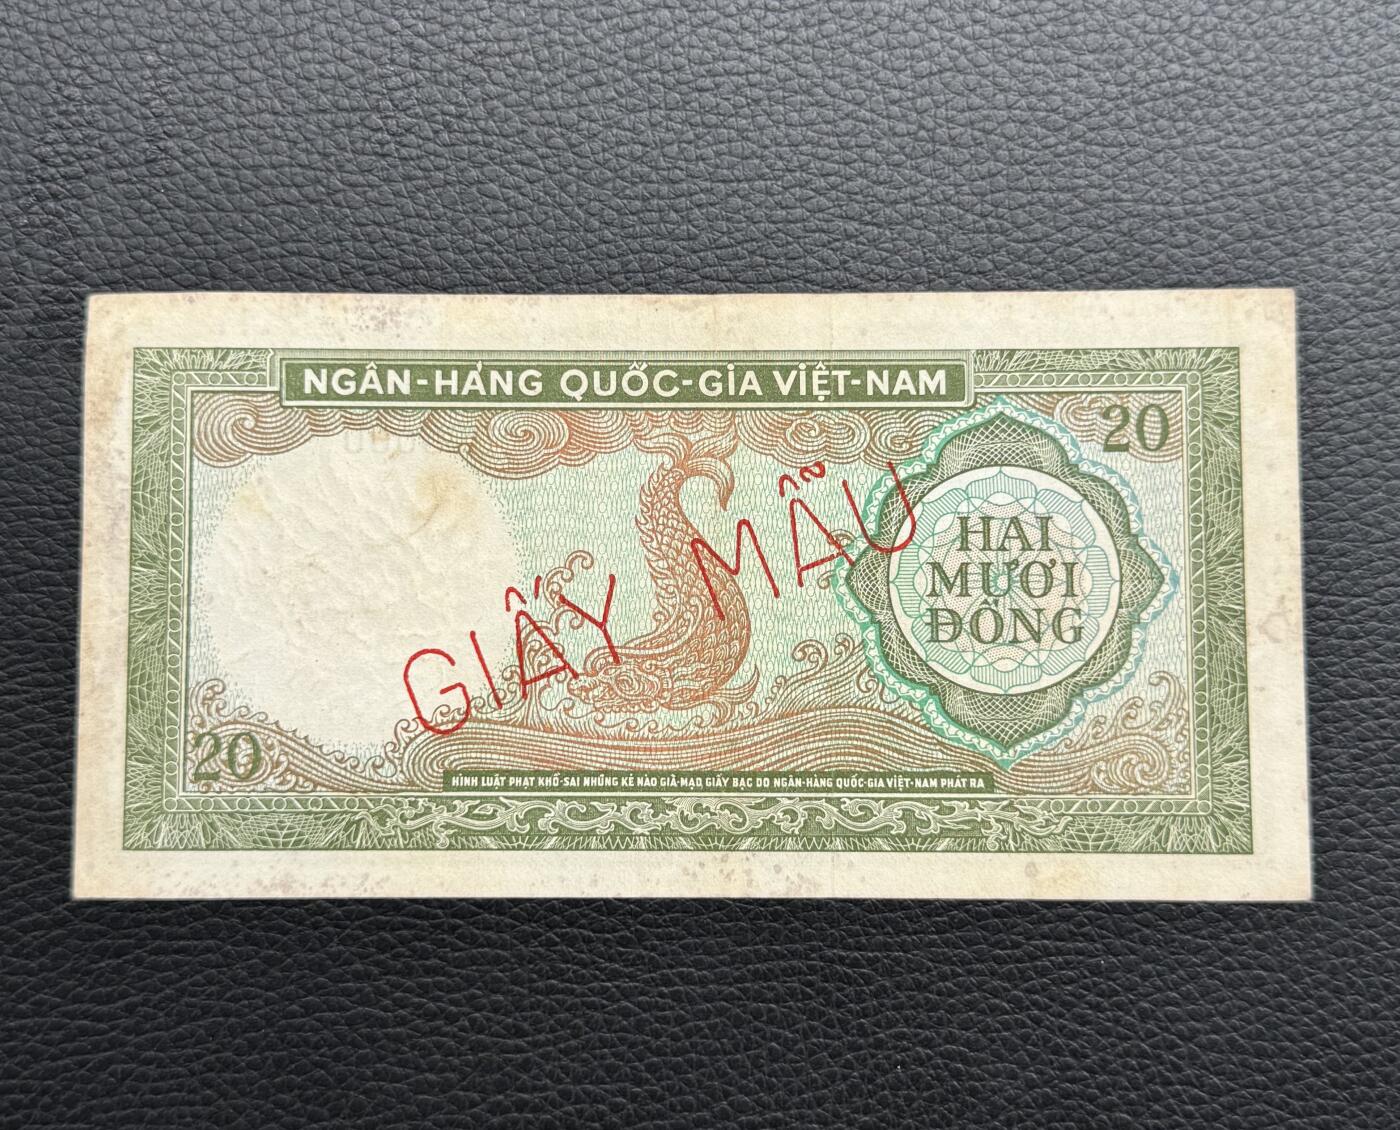 NGÂN-HÀNG QUỐC-GIA VIỆT-NAM
20
HAI
MƯƠI
ĐỒNG
GIẤY MẪU
20
HÌNH LUẬT PHẠT KHỔ-SAI NHỮNG KẺ NÀO GIẢ-MẠO GIẤY BẠC DO NGÂN-HÀNG QUỐC-GIA VIỆT-NAM PHÁT RA